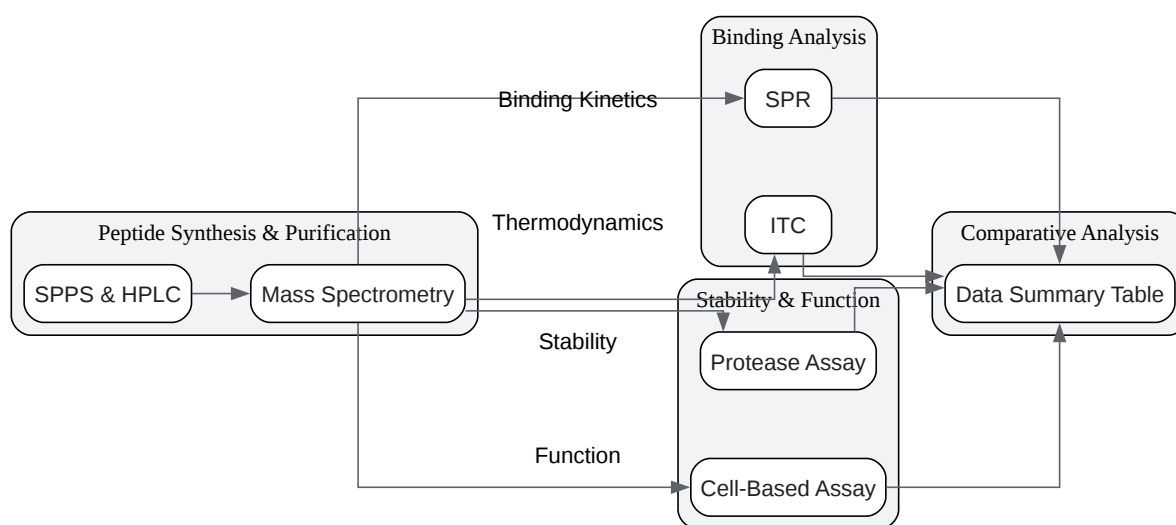 Binding Analysis
Binding Kinetics
SPR
Thermodynamics
ITC
Peptide Synthesis & Purification
SPPS & HPLC
Mass Spectrometry
Comparative Analysis
Data Summary Table
Stability & Function
Stability
Protease Assay
Function
Cell-Based Assay